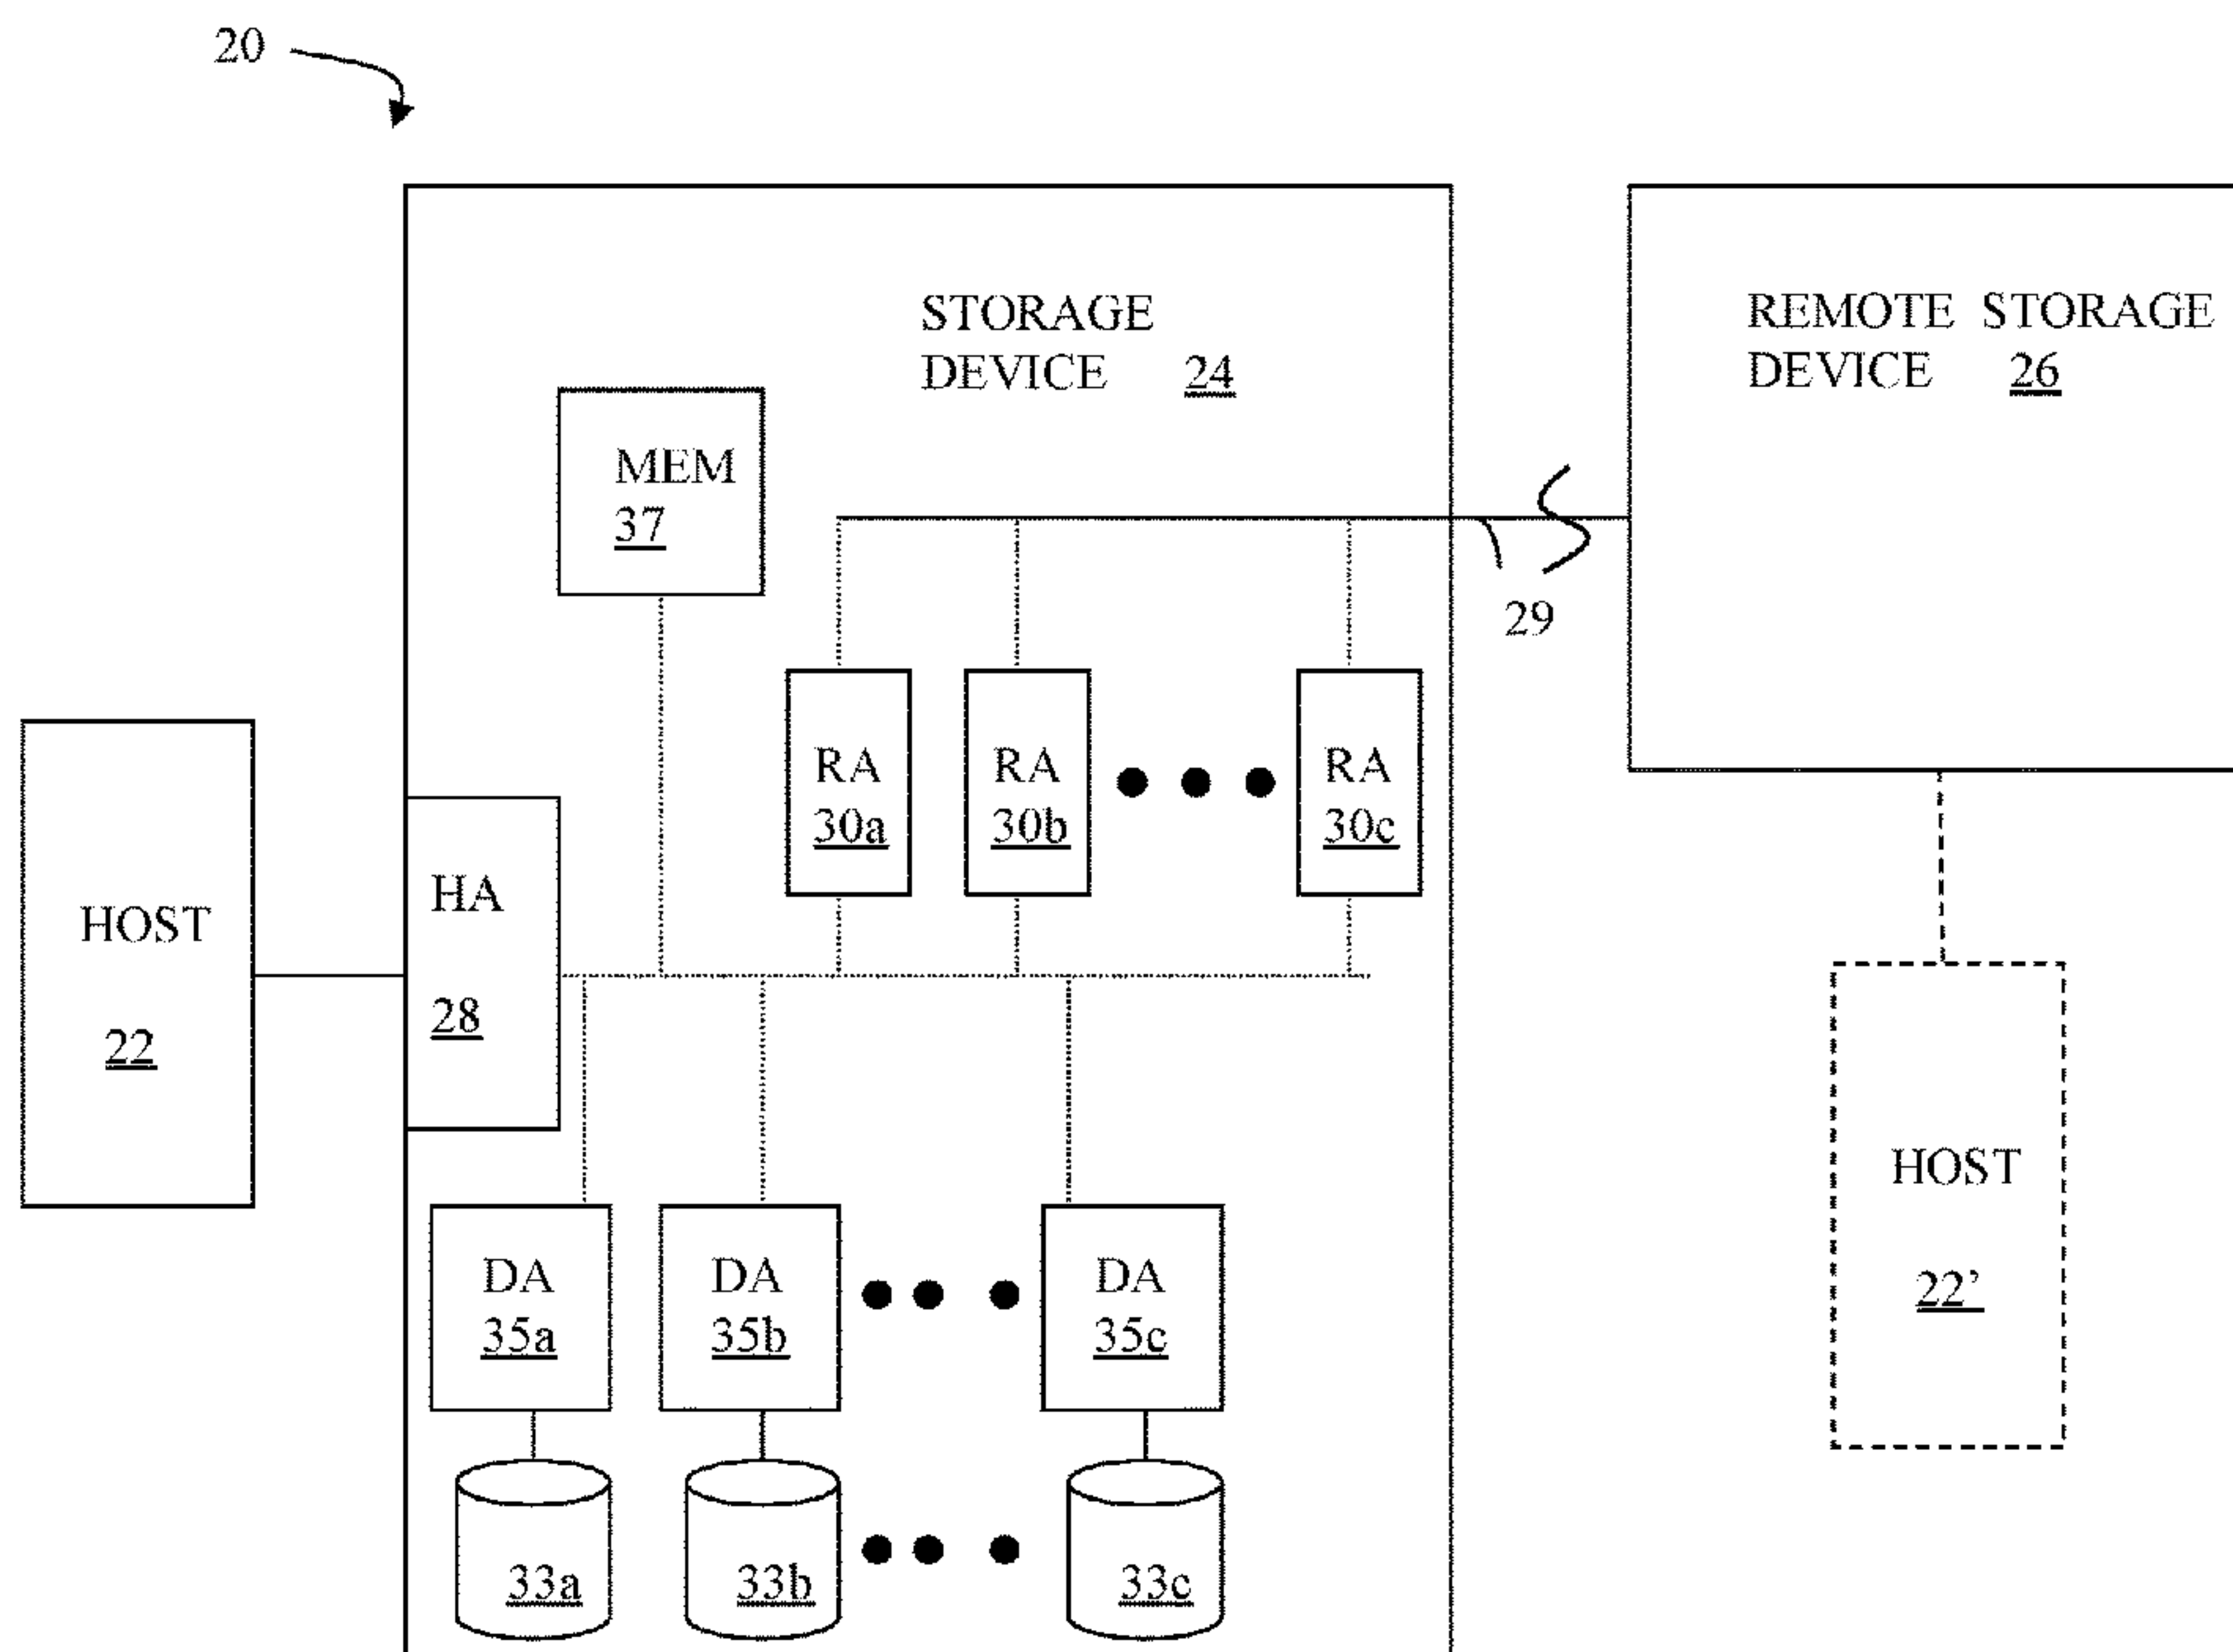 20
STORAGE
DEVICE 24
REMOTE STORAGE
DEVICE 26
MEM
37
29
RA
30a
RA
30b
RA
30c
HOST
22
HA
28
DA
35a
DA
35b
DA
35c
HOST
22’
33a
33b
33c